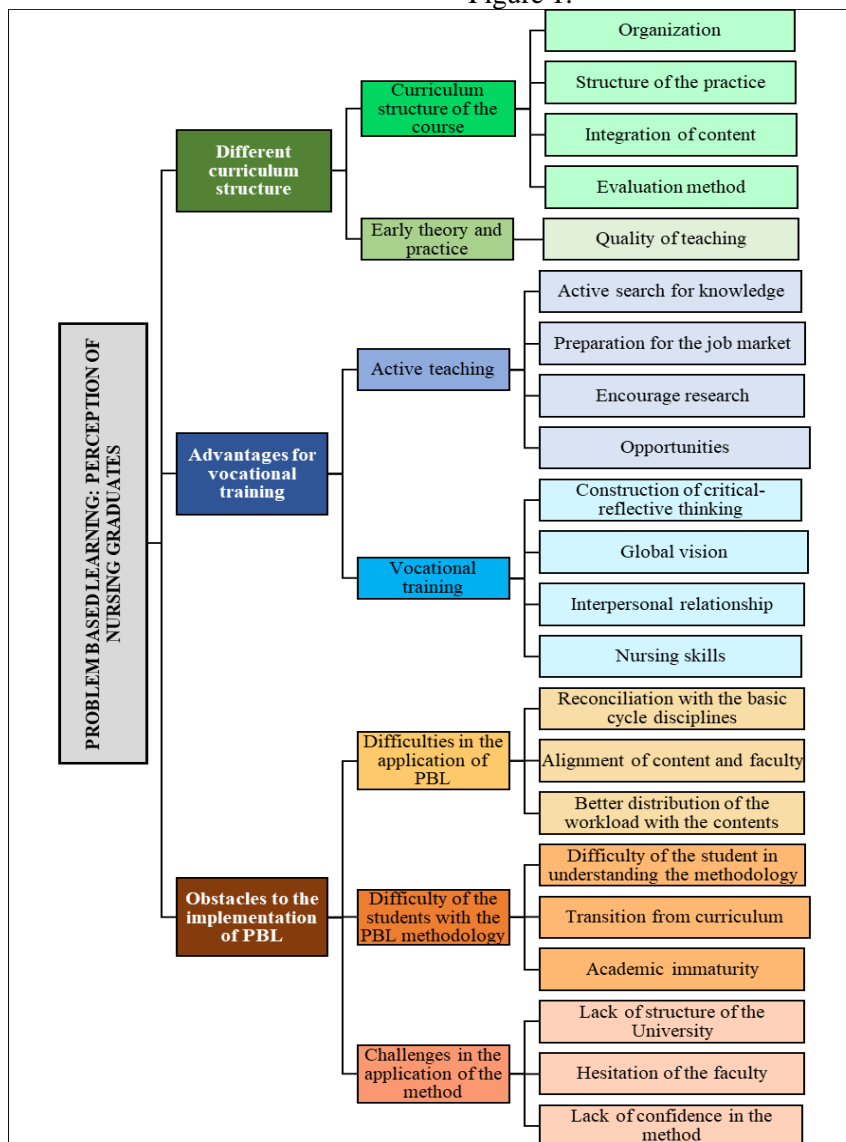 Figure 1.
PROBLEM BASED LEARNING: PERCEPTION OF
NURSING GRADUATES
Different
curriculum
structure
Curriculum
structure of the
course
Organization
Structure of the practice
Integration of content
Evaluation method
Early theory and
practice
Quality of teaching
Advantages for
vocational
training
Active teaching
Active search for knowledge
Preparation for the job market
Encourage research
Opportunities
Vocational
training
Construction of critical-
reflective thinking
Global vision
Interpersonal relationship
Nursing skills
Obstacles to the
implementation
of PBL
Difficulties in the
application of
PBL
Reconciliation with the basic
cycle disciplines
Alignment of content and faculty
Better distribution of the
workload with the contents
Difficulty of the
students with the
PBL methodology
Difficulty of the student in
understanding the methodology
Transition from curriculum
Academic immaturity
Challenges in the
application of the
method
Lack of structure of the
University
Hesitation of the faculty
Lack of confidence in the
method